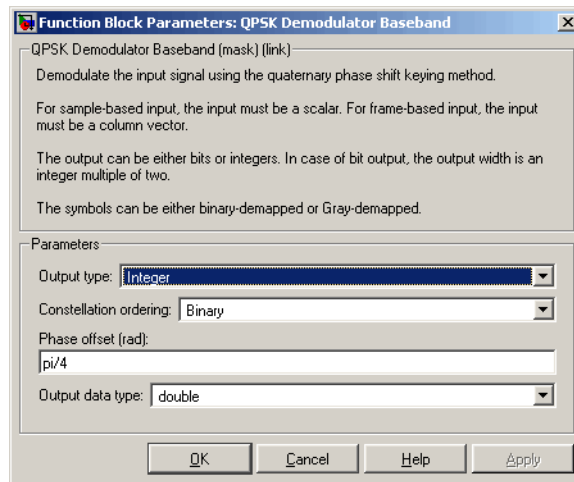 Function Block Parameters: QPSK Demodulator Baseband
QPSK Demodulator Baseband (mask) (link)
Demodulate the input signal using the quaternary phase shift keying method.
For sample-based input, the input must be a scalar. For frame-based input, the input
must be a column vector.
The output can be either bits or integers. In case of bit output, the output width is an
integer multiple of two.
The symbols can be either binary-demapped or Gray-demapped.
Parameters
Output type: Integer
Constellation ordering: Binary
Phase offset (rad):
pi/4
Output data type: double
OK Cancel Help Apply